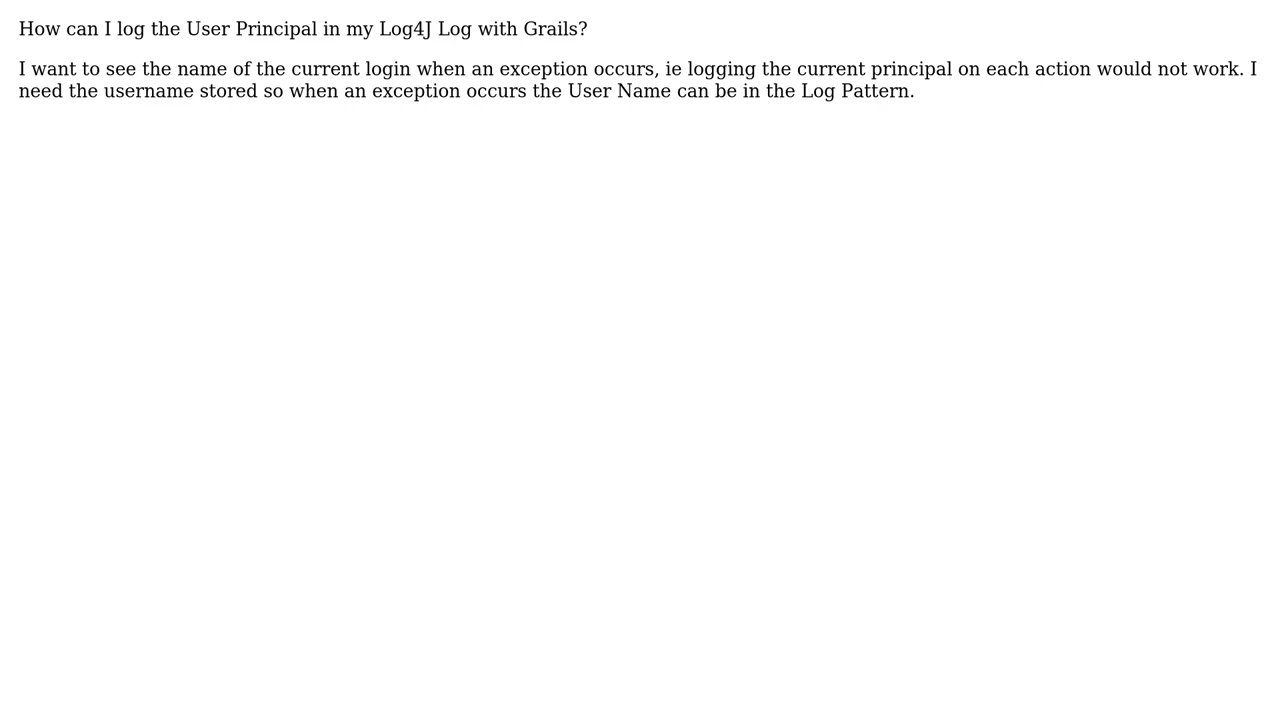 How can I log the User Principal in my Log4J Log with Grails?
I want to see the name of the current login when an exception occurs, ie logging the current principal on each action would not work. I
need the username stored so when an exception occurs the User Name can be in the Log Pattern.